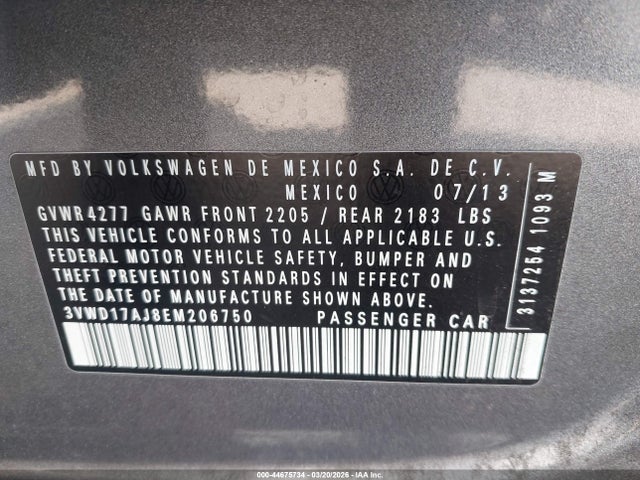 MFD BY VOLKSWAGEN DE MEXICO S.A. DE C.V.
MEXICO 07/13
GVWR 4277 GAWR FRONT 2205 / REAR 2183 LBS
THIS VEHICLE CONFORMS TO ALL APPLICABLE U.S.
FEDERAL MOTOR VEHICLE SAFETY, BUMPER AND
THEFT PREVENTION STANDARDS IN EFFECT ON
THE DATE OF MANUFACTURE SHOWN ABOVE.
3VWD17AJ8EM206750 PASSENGER CAR
3137254 1093 M
000-44675734 | 03/20/2026 | IAA Inc.